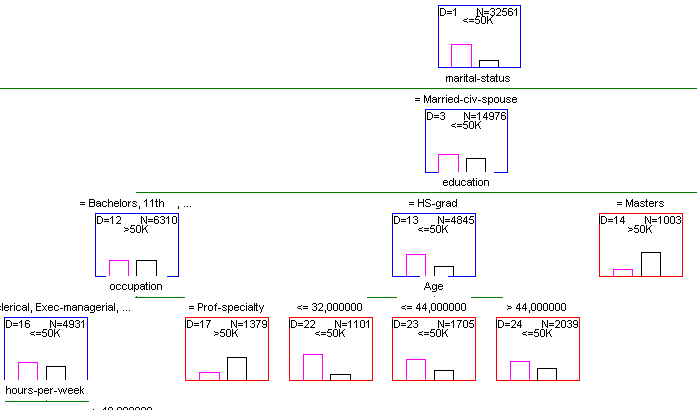 D=1 N=32561
<=50K
marital-status
= Married-civ-spouse
D=3 N=14976
<=50K
education
= Bachelors, 11th , ... = HS-grad = Masters
D=12 N=6310 D=13 N=4845 D=14 N=1003
>50K <=50K >50K
occupation Age
clerical, Exec-managerial, ... = Prof-specialty <= 32,000000 <= 44,000000 > 44,000000
D=16 N=4931 D=17 N=1379 D=22 N=1101 D=23 N=1705 D=24 N=2039
<=50K >50K <=50K <=50K <=50K
hours-per-week